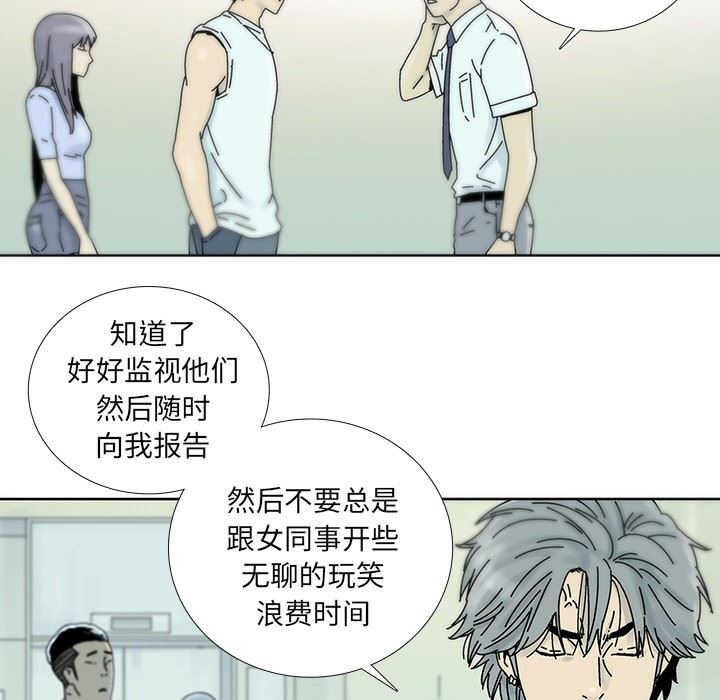 知道了
好好监视他们
然后随时
向我报告
然后不要总是
跟女同事开些
无聊的玩笑
浪费时间